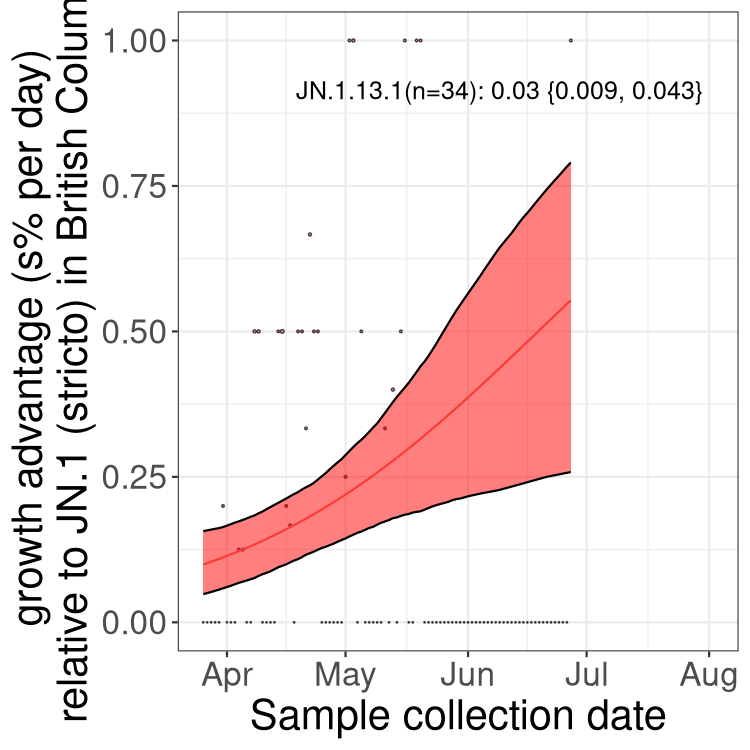 growth advantage (s% per day)
relative to JN.1 (stricto) in British Colum
1.00
0.75
0.50
0.25
0.00
JN.1.13.1(n=34): 0.03 {0.009, 0.043}
Apr May Jun Jul Aug
Sample collection date